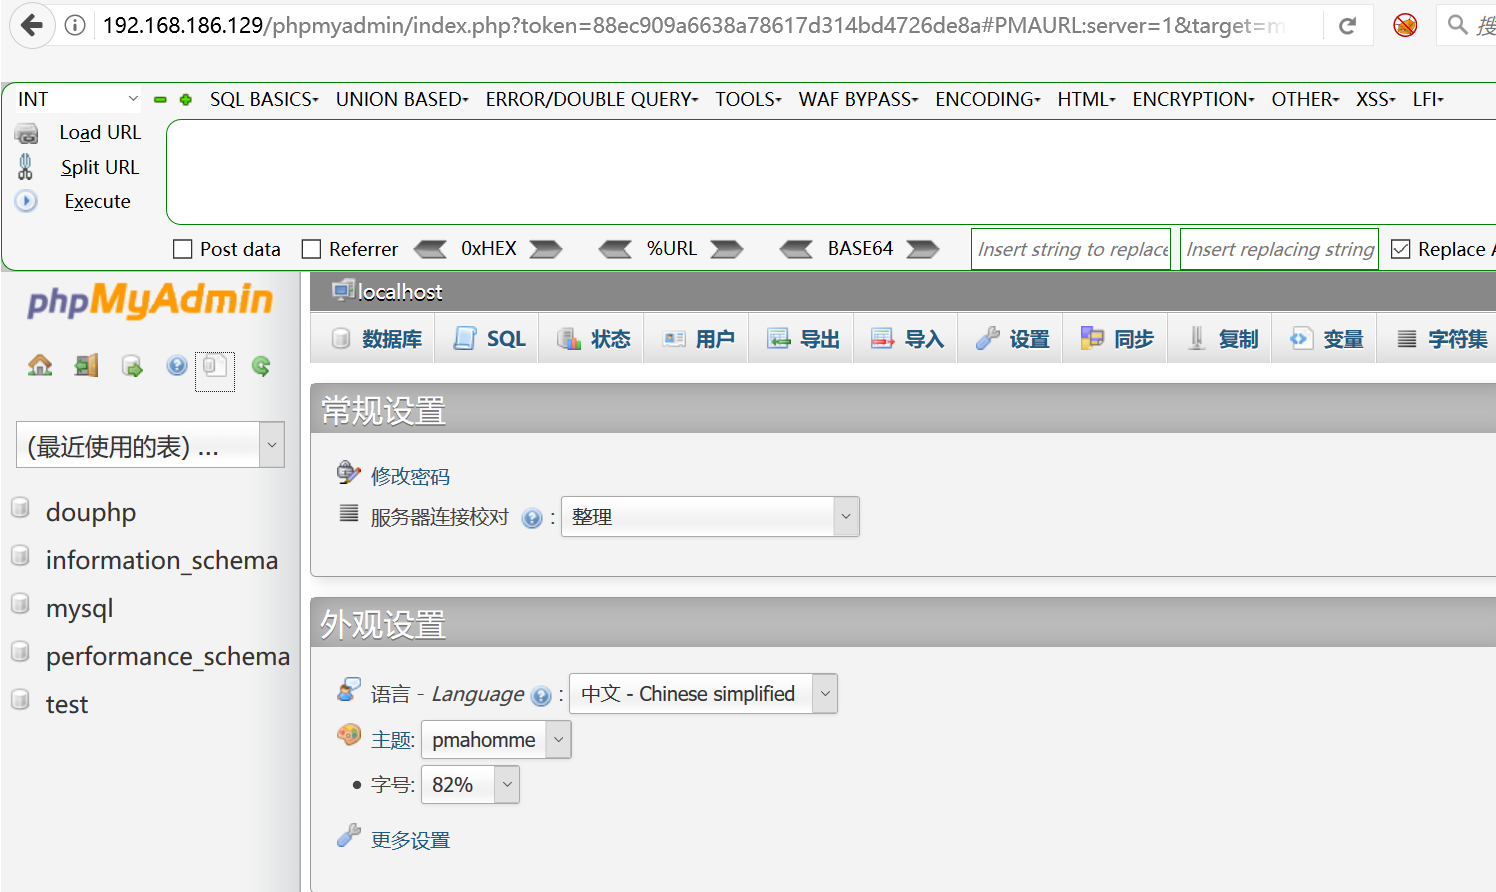 192.168.186.129/phpmyadmin/index.php?token=88ec909a6638a78617d314bd4726de8a#PMAURL:server=1&target=m
搜
INT SQL BASICS UNION BASED ERROR/DOUBLE QUERY TOOLS WAF BYPASS ENCODING HTML ENCRYPTION OTHER XSS LFI
Load URL
Split URL
Execute
Post data Referrer 0xHEX %URL BASE64 Insert string to replace Insert replacing string Replace A
phpMyAdmin
localhost
数据库 SQL 状态 用户 导出 导入 设置 同步 复制 变量 字符集
(最近使用的表) ...
douphp
information_schema
mysql
performance_schema
test
常规设置
修改密码
服务器连接校对 : 整理
外观设置
语言 - Language : 中文 - Chinese simplified
主题: pmahomme
字号: 82%
更多设置